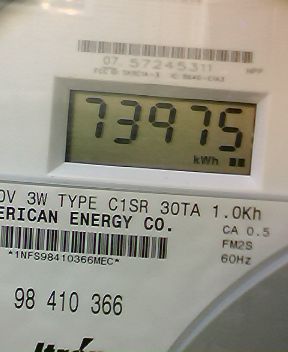 07 57245311
73975
kWh
0V 3W TYPE C1SR 30TA 1.0Kh
ERICAN ENERGY CO.
CA 0.5
FM2S
60Hz
*1NFS98410366MEC*
98 410 366
Itrón